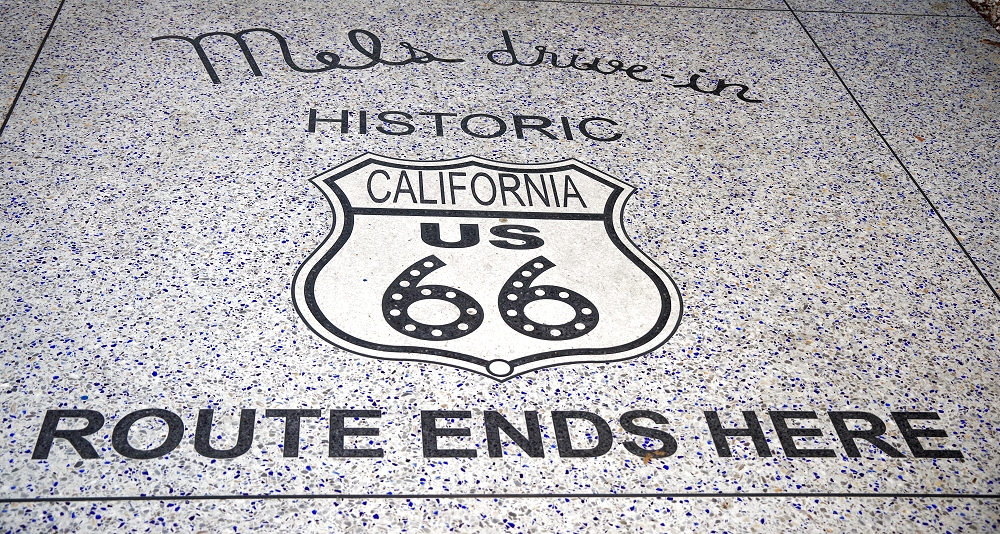 Mels drive-in
HISTORIC
CALIFORNIA
US
66
ROUTE ENDS HERE